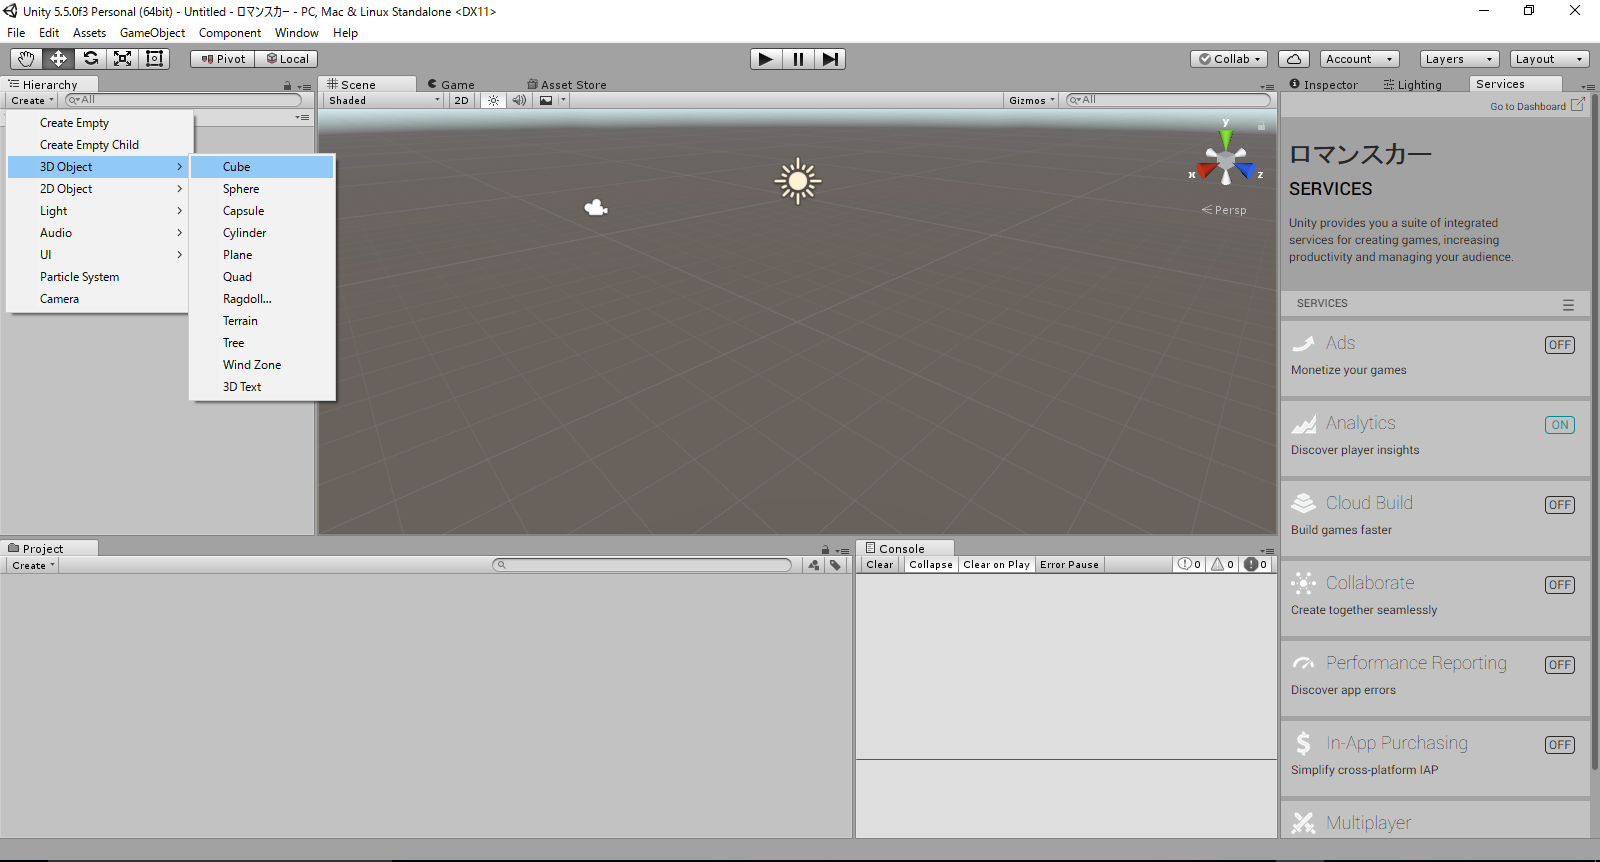 Unity 5.5.0f3 Personal (64bit) - Untitled - ロマンスカー - PC, Mac & Linux Standalone <DX11>
File Edit Assets GameObject Component Window Help
Pivot Local Collab Account Layers Layout
Hierarchy
Create All
Create Empty
Create Empty Child
3D Object
2D Object
Light
Audio
UI
Particle System
Camera
Cube
Sphere
Capsule
Cylinder
Plane
Quad
Ragdoll...
Terrain
Tree
Wind Zone
3D Text
Scene Game Asset Store
Shaded 2D Gizmos All
y
x z
Persp
Inspector Lighting Services
Go to Dashboard
ロマンスカー
SERVICES
Unity provides you a suite of integrated
services for creating games, increasing
productivity and managing your audience.
SERVICES
Ads OFF
Monetize your games
Analytics ON
Discover player insights
Cloud Build OFF
Build games faster
Collaborate OFF
Create together seamlessly
Performance Reporting OFF
Discover app errors
In-App Purchasing OFF
Simplify cross-platform IAP
Multiplayer
Project
Create
Console
Clear Collapse Clear on Play Error Pause 0 0 0